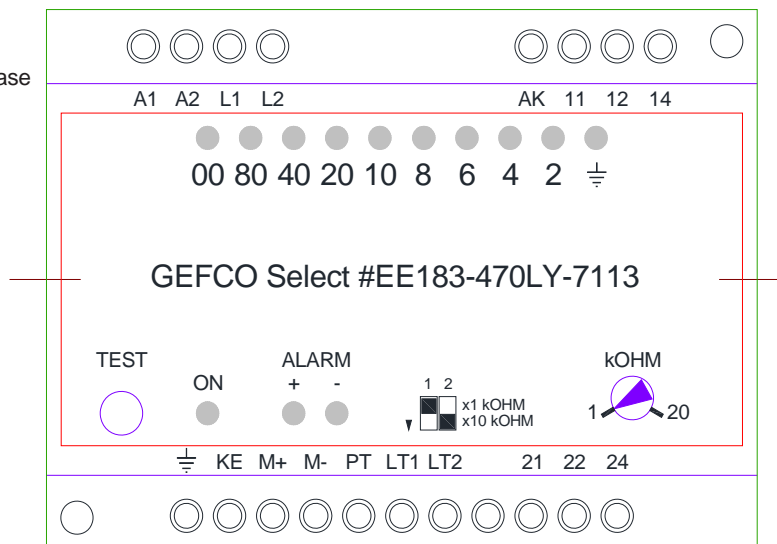 ase
A1 A2 L1 L2 AK 11 12 14
00 80 40 20 10 8 6 4 2
GEFCO Select #EE183-470LY-7113
TEST ALARM kOHM
ON + - 1 2
x1 kOHM
x10 kOHM
1 20
KE M+ M- PT LT1 LT2 21 22 24